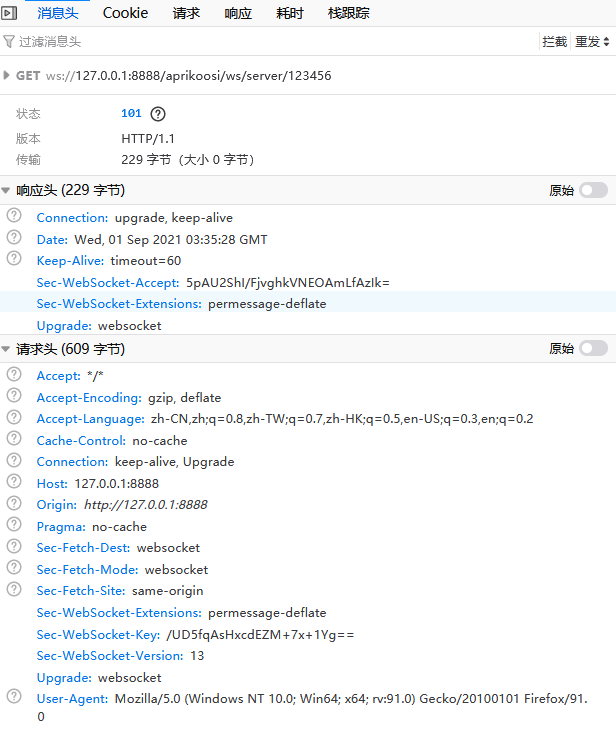 消息头 Cookie 请求 响应 耗时 栈跟踪
过滤消息头 拦截 重发
GET ws://127.0.0.1:8888/aprikoosi/ws/server/123456
状态 101
版本 HTTP/1.1
传输 229 字节（大小 0 字节）
响应头 (229 字节) 原始
Connection: upgrade, keep-alive
Date: Wed, 01 Sep 2021 03:35:28 GMT
Keep-Alive: timeout=60
Sec-WebSocket-Accept: 5pAU2ShI/FjvghkVNEOAmLfAzIk=
Sec-WebSocket-Extensions: permessage-deflate
Upgrade: websocket
请求头 (609 字节) 原始
Accept: */*
Accept-Encoding: gzip, deflate
Accept-Language: zh-CN,zh;q=0.8,zh-TW;q=0.7,zh-HK;q=0.5,en-US;q=0.3,en;q=0.2
Cache-Control: no-cache
Connection: keep-alive, Upgrade
Host: 127.0.0.1:8888
Origin: http://127.0.0.1:8888
Pragma: no-cache
Sec-Fetch-Dest: websocket
Sec-Fetch-Mode: websocket
Sec-Fetch-Site: same-origin
Sec-WebSocket-Extensions: permessage-deflate
Sec-WebSocket-Key: /UD5fqAsHxcdEZM+7x+1Yg==
Sec-WebSocket-Version: 13
Upgrade: websocket
User-Agent: Mozilla/5.0 (Windows NT 10.0; Win64; x64; rv:91.0) Gecko/20100101 Firefox/91.
0